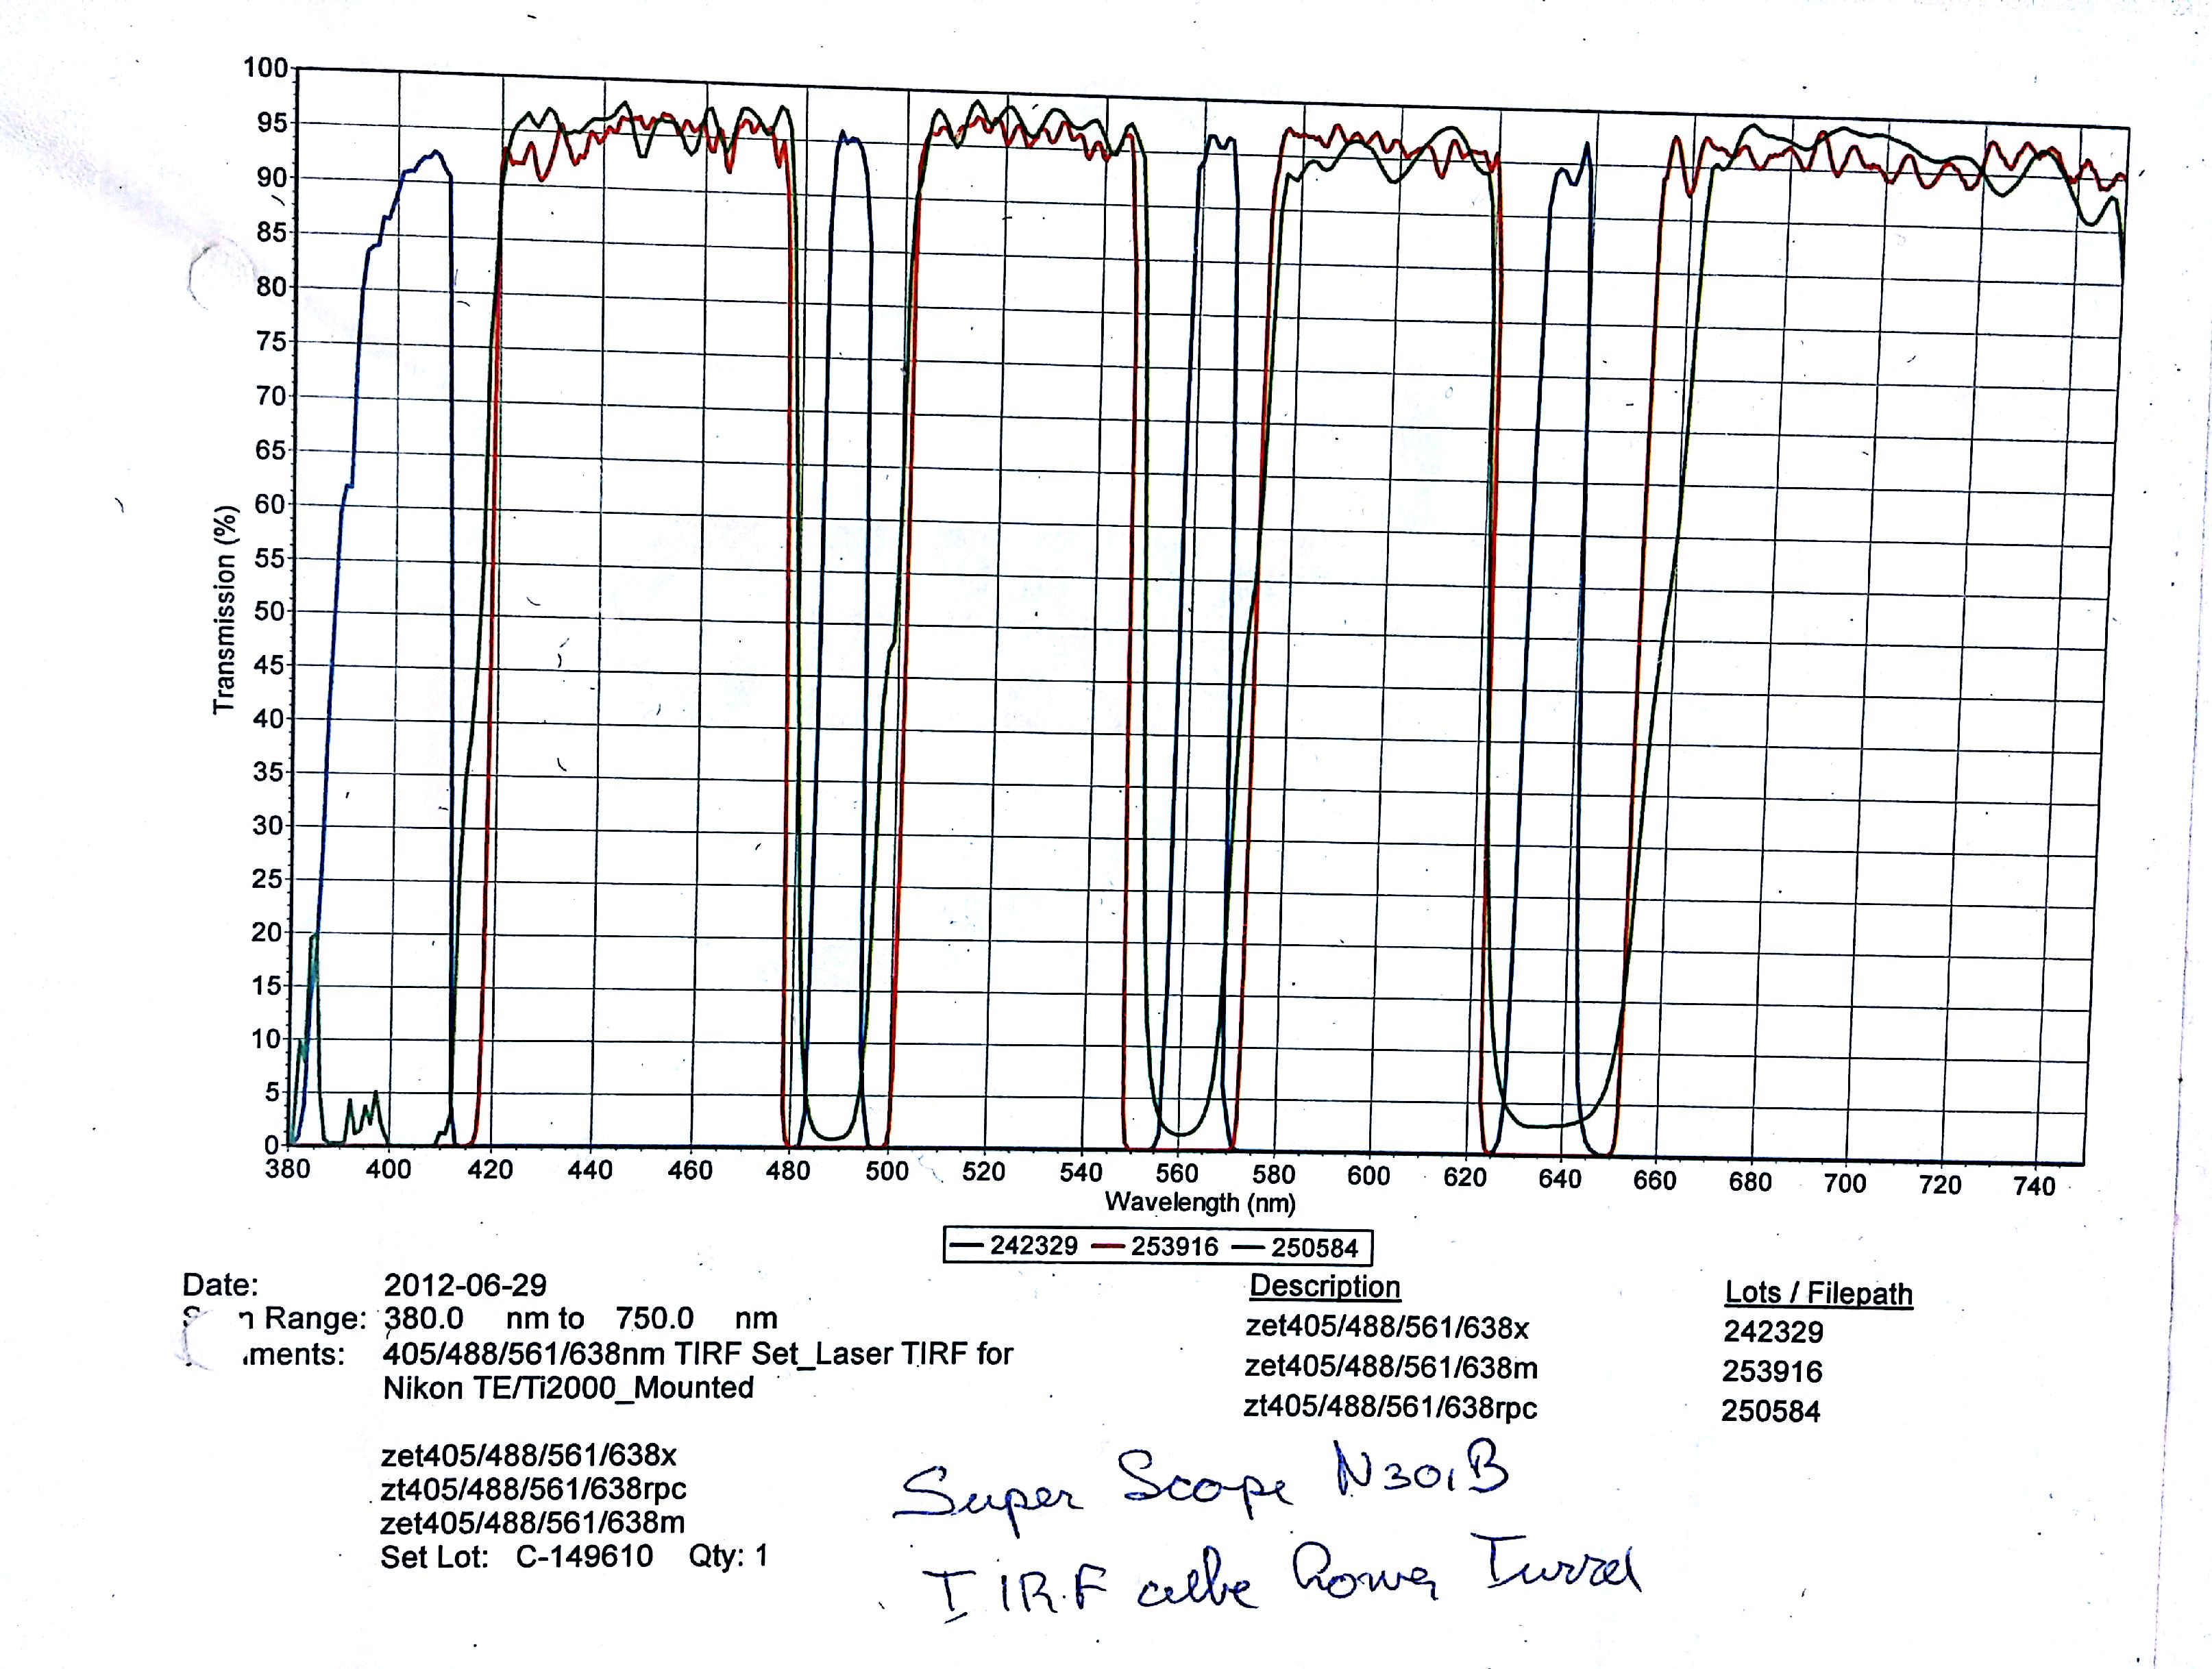 100
95
90
85
80
75
70
65
60
55
50
45
40
35
30
25
20
15
10
5
0
Transmission (%)
380 400 420 440 460 480 500 520 540 560 580 600 620 640 660 680 700 720 740
Wavelength (nm)
242329 253916 250584
Date: 2012-06-29
n Range: 380.0 nm to 750.0 nm
ments: 405/488/561/638nm TIRF Set_Laser TIRF for
Nikon TE/Ti2000_Mounted
zet405/488/561/638x
zt405/488/561/638rpc
zet405/488/561/638m
Set Lot: C-149610 Qty: 1
Description Lots / Filepath
zet405/488/561/638x 242329
zet405/488/561/638m 253916
zt405/488/561/638rpc 250584
Super Scope N301B
TIRF